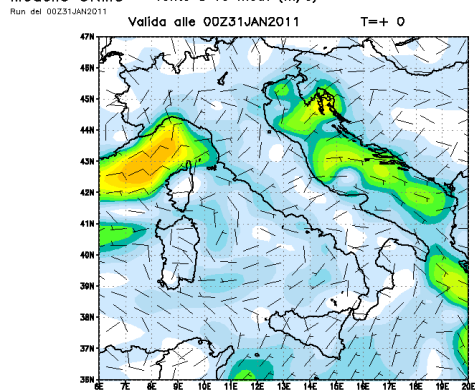 Run del 00Z31JAN2011
Valida alle 00Z31JAN2011 T=+ 0
47N
46N
45N
44N
43N
42N
41N
40N
39N
38N
37N
36N
6E 7E 8E 9E 10E 11E 12E 13E 14E 15E 16E 17E 18E 19E